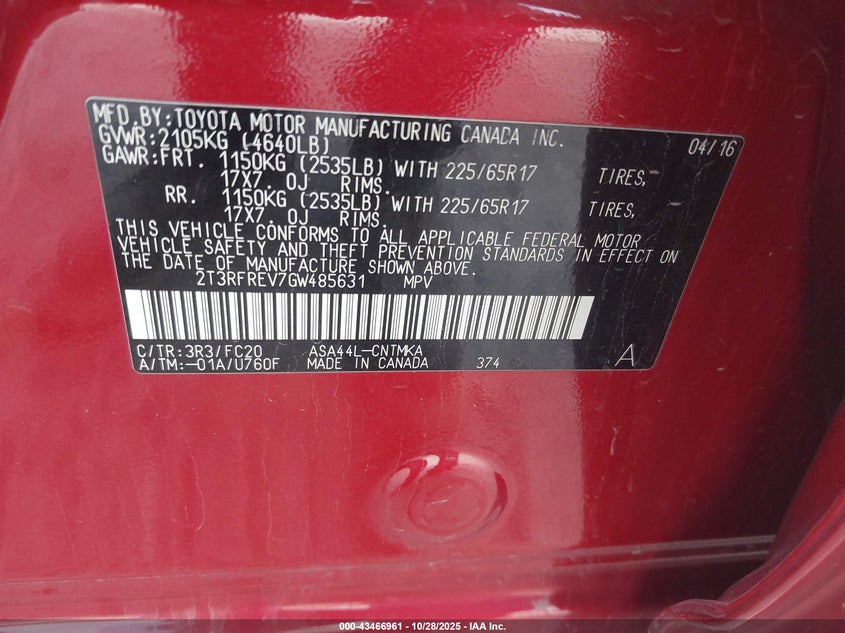 MFD.BY:TOYOTA MOTOR MANUFACTURING CANADA INC. 04/16
GVWR:2105KG (4640LB)
GAWR:FRT. 1150KG (2535LB) WITH 225/65R17 TIRES,
17X7.0J RIMS.
RR. 1150KG (2535LB) WITH 225/65R17 TIRES,
17X7.0J RIMS.
THIS VEHICLE CONFORMS TO ALL APPLICABLE FEDERAL MOTOR
VEHICLE SAFETY AND THEFT PREVENTION STANDARDS IN EFFECT ON
THE DATE OF MANUFACTURE SHOWN ABOVE.
2T3RFREV7GW485631 MPV
C/TR:3R3/FC20 ASA44L-CNTMKA
A/TM:-01A/U760F MADE IN CANADA 374 A
000-43466961 | 10/28/2025 - IAA Inc.